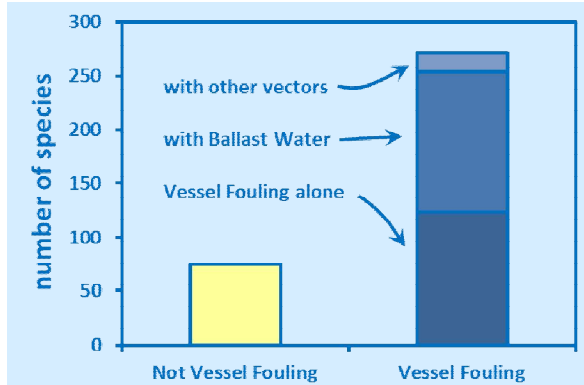 number of species
300
250
200
150
100
50
0
with other vectors
with Ballast Water
Vessel Fouling alone
Not Vessel Fouling
Vessel Fouling